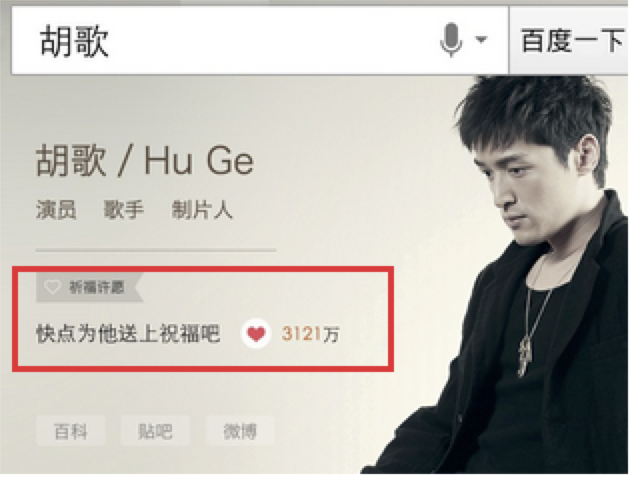 胡歌 百度一下
胡歌 / Hu Ge
演员 歌手 制片人
祈福许愿
快点为他送上祝福吧 3121万
百科 贴吧 微博